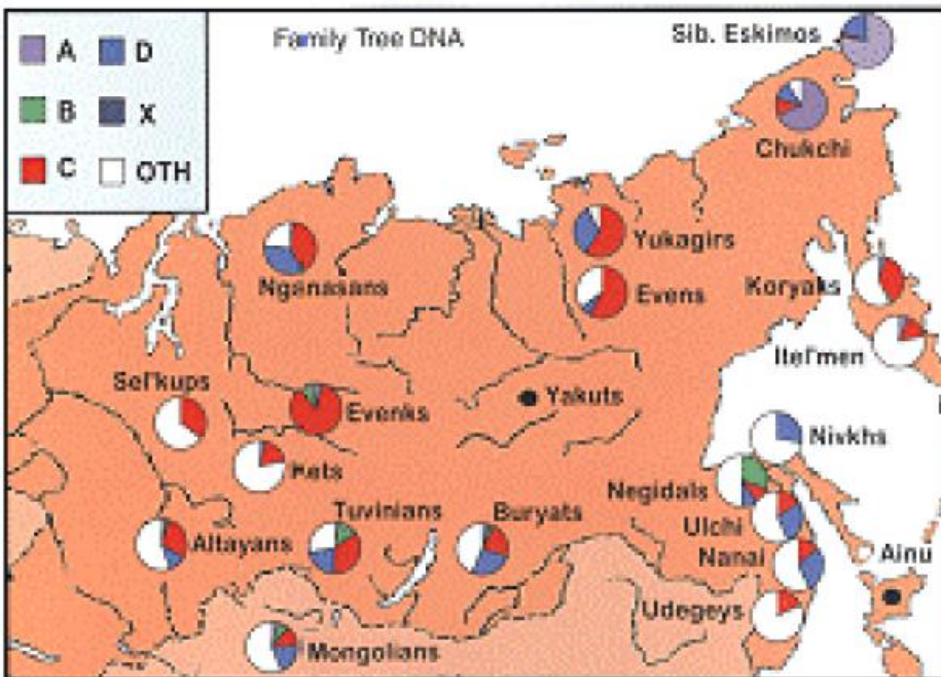 A D
B X
C OTH
Family Tree DNA
Sib. Eskimos
Chukchi
Yukagirs
Nganasans
Evens
Koryaks
Itel'men
Sel'kups
Evenks
Yakuts
Nivkhs
Kets
Negidals
Tuvinians
Buryats
Ulchi
Altayans
Nanai
Ainu
Udegeys
Mongolians